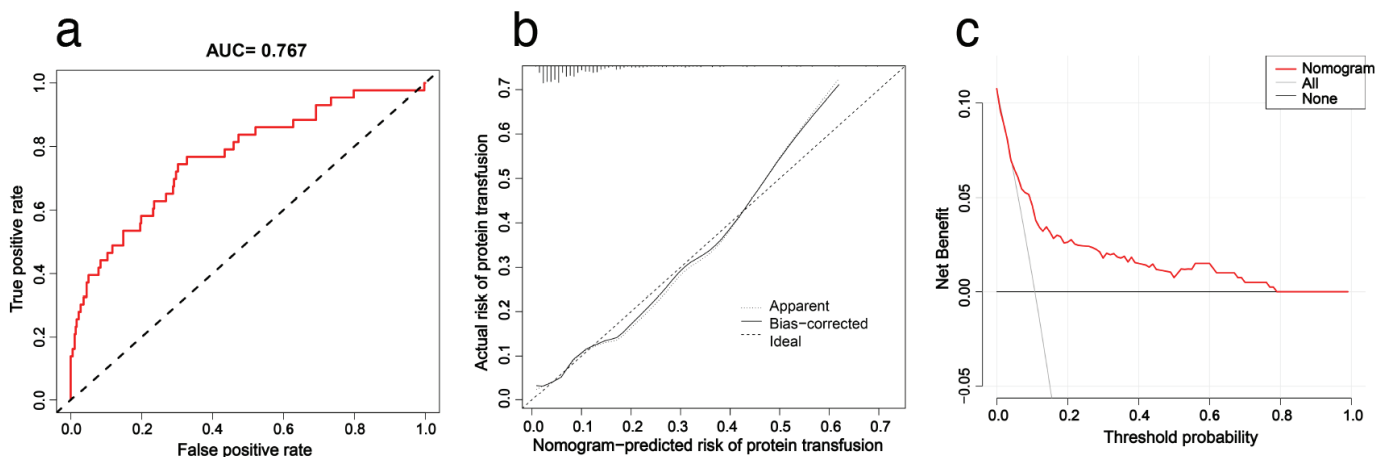 a
AUC= 0.767
True positive rate
1.0
0.8
0.6
0.4
0.2
0.0
0.0 0.2 0.4 0.6 0.8 1.0
False positive rate
b
Actual risk of protein transfusion
0.7
0.6
0.5
0.4
0.3
0.2
0.1
0.0
Apparent
Bias−corrected
Ideal
0.0 0.1 0.2 0.3 0.4 0.5 0.6 0.7
Nomogram−predicted risk of protein transfusion
c
Nomogram
All
None
Net Benefit
0.10
0.05
0.00
−0.05
0.0 0.2 0.4 0.6 0.8 1.0
Threshold probability